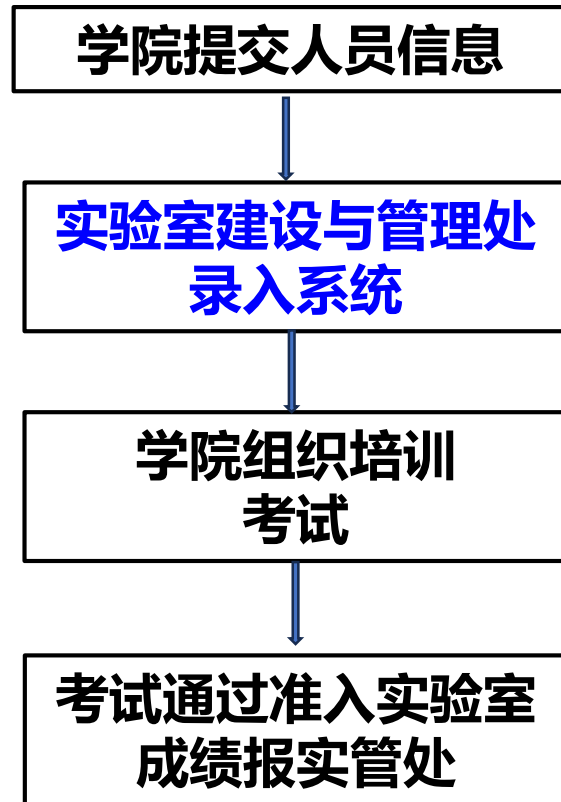 学院提交人员信息
实验室建设与管理处
录入系统
学院组织培训
考试
考试通过准入实验室
成绩报实管处